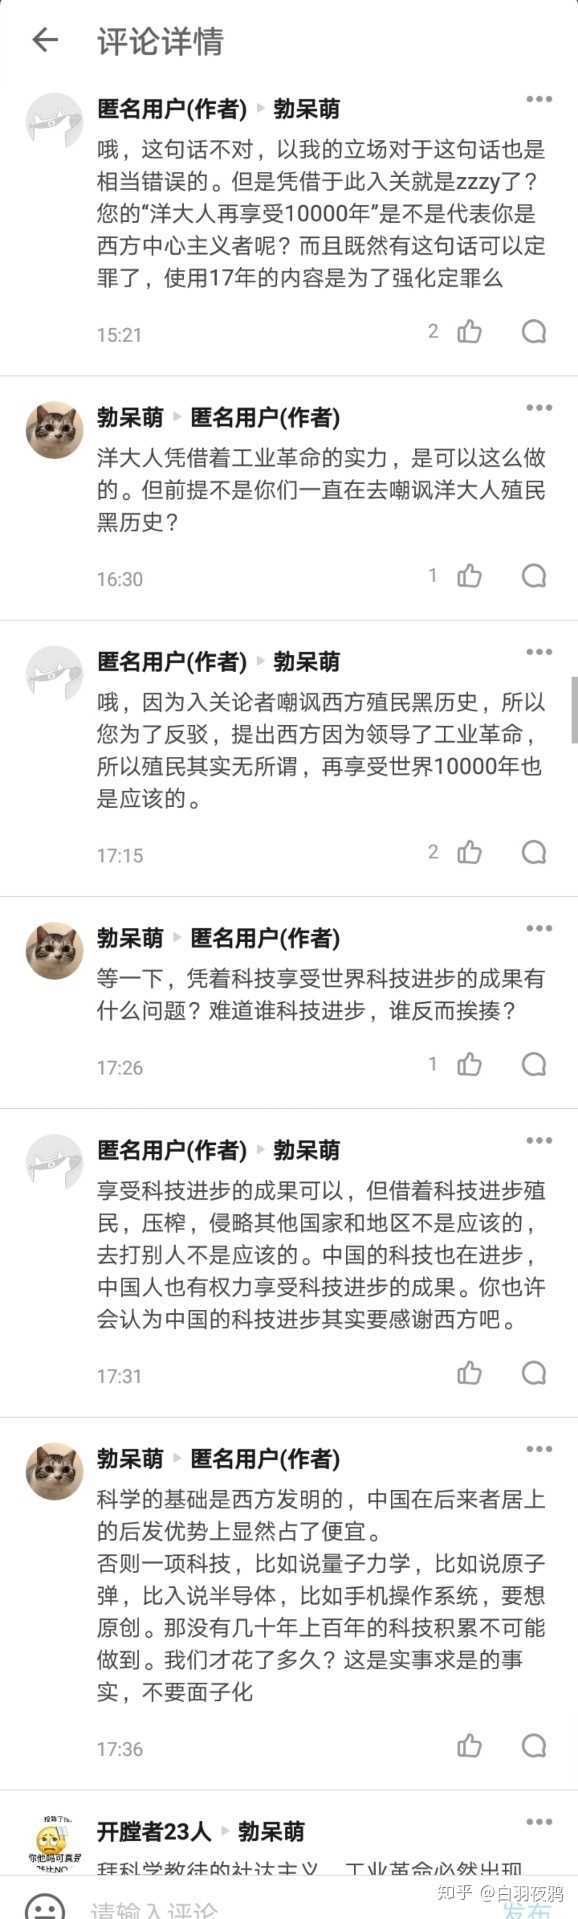 评论详情
匿名用户(作者) ▸ 勃呆萌
哦，这句话不对，以我的立场对于这句话也是
相当错误的。但是凭借于此入关就是zzzy了？
您的“洋大人再享受10000年”是不是代表你是
西方中心主义者呢？而且既然有这句话可以定
罪了，使用17年的内容是为了强化定罪么
15:21 2
勃呆萌 ▸ 匿名用户(作者)
洋大人凭借着工业革命的实力，是可以这么做
的。但前提不是你们一直在去嘲讽洋大人殖民
黑历史？
16:30 1
匿名用户(作者) ▸ 勃呆萌
哦，因为入关论者嘲讽西方殖民黑历史，所以
您为了反驳，提出西方因为领导了工业革命，
所以殖民其实无所谓，再享受世界10000年也
是应该的。
17:15 2
勃呆萌 ▸ 匿名用户(作者)
等一下，凭着科技享受世界科技进步的成果有
什么问题？难道谁科技进步，谁反而挨揍？
17:26 1
匿名用户(作者) ▸ 勃呆萌
享受科技进步的成果可以，但借着科技进步殖
民，压榨，侵略其他国家和地区不是应该的，
去打别人不是应该的。中国的科技也在进步，
中国人也有权力享受科技进步的成果。你也许
会认为中国的科技进步其实要感谢西方吧。
17:31
勃呆萌 ▸ 匿名用户(作者)
科学的基础是西方发明的，中国在后来者居上
的后发优势上显然占了便宜。
否则一项科技，比如说量子力学，比如说原子
弹，比入说半导体，比如手机操作系统，要想
原创。那没有几十年上百年的科技积累不可能
做到。我们才花了多久？这是实事求是的事
实，不要面子化
17:36
开膛者23人 ▸ 勃呆萌
拜科学教徒的社达主义，工业革命必然出现
请输入评论 发布
知乎 @白羽夜鸦